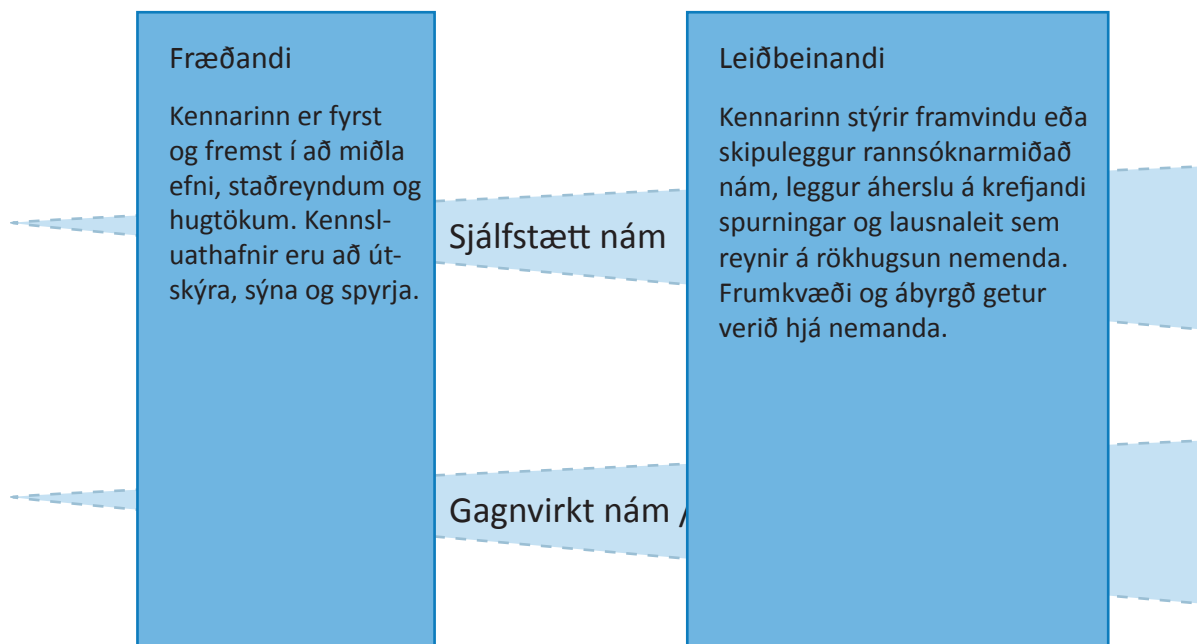 Fræðandi
Kennarinn er fyrst
og fremst í að miðla
efni, staðreyndum og
hugtökum. Kennsl-
uathafnir eru að út-
skýra, sýna og spyrja.
Sjálfstætt nám
Gagnvirkt nám /
Leiðbeinandi
Kennarinn stýrir framvindu eða
skipuleggur rannsóknarmiðað
nám, leggur áherslu á krefjandi
spurningar og lausnaleit sem
reynir á rökhugsun nemenda.
Frumkvæði og ábyrgð getur
verið hjá nemanda.